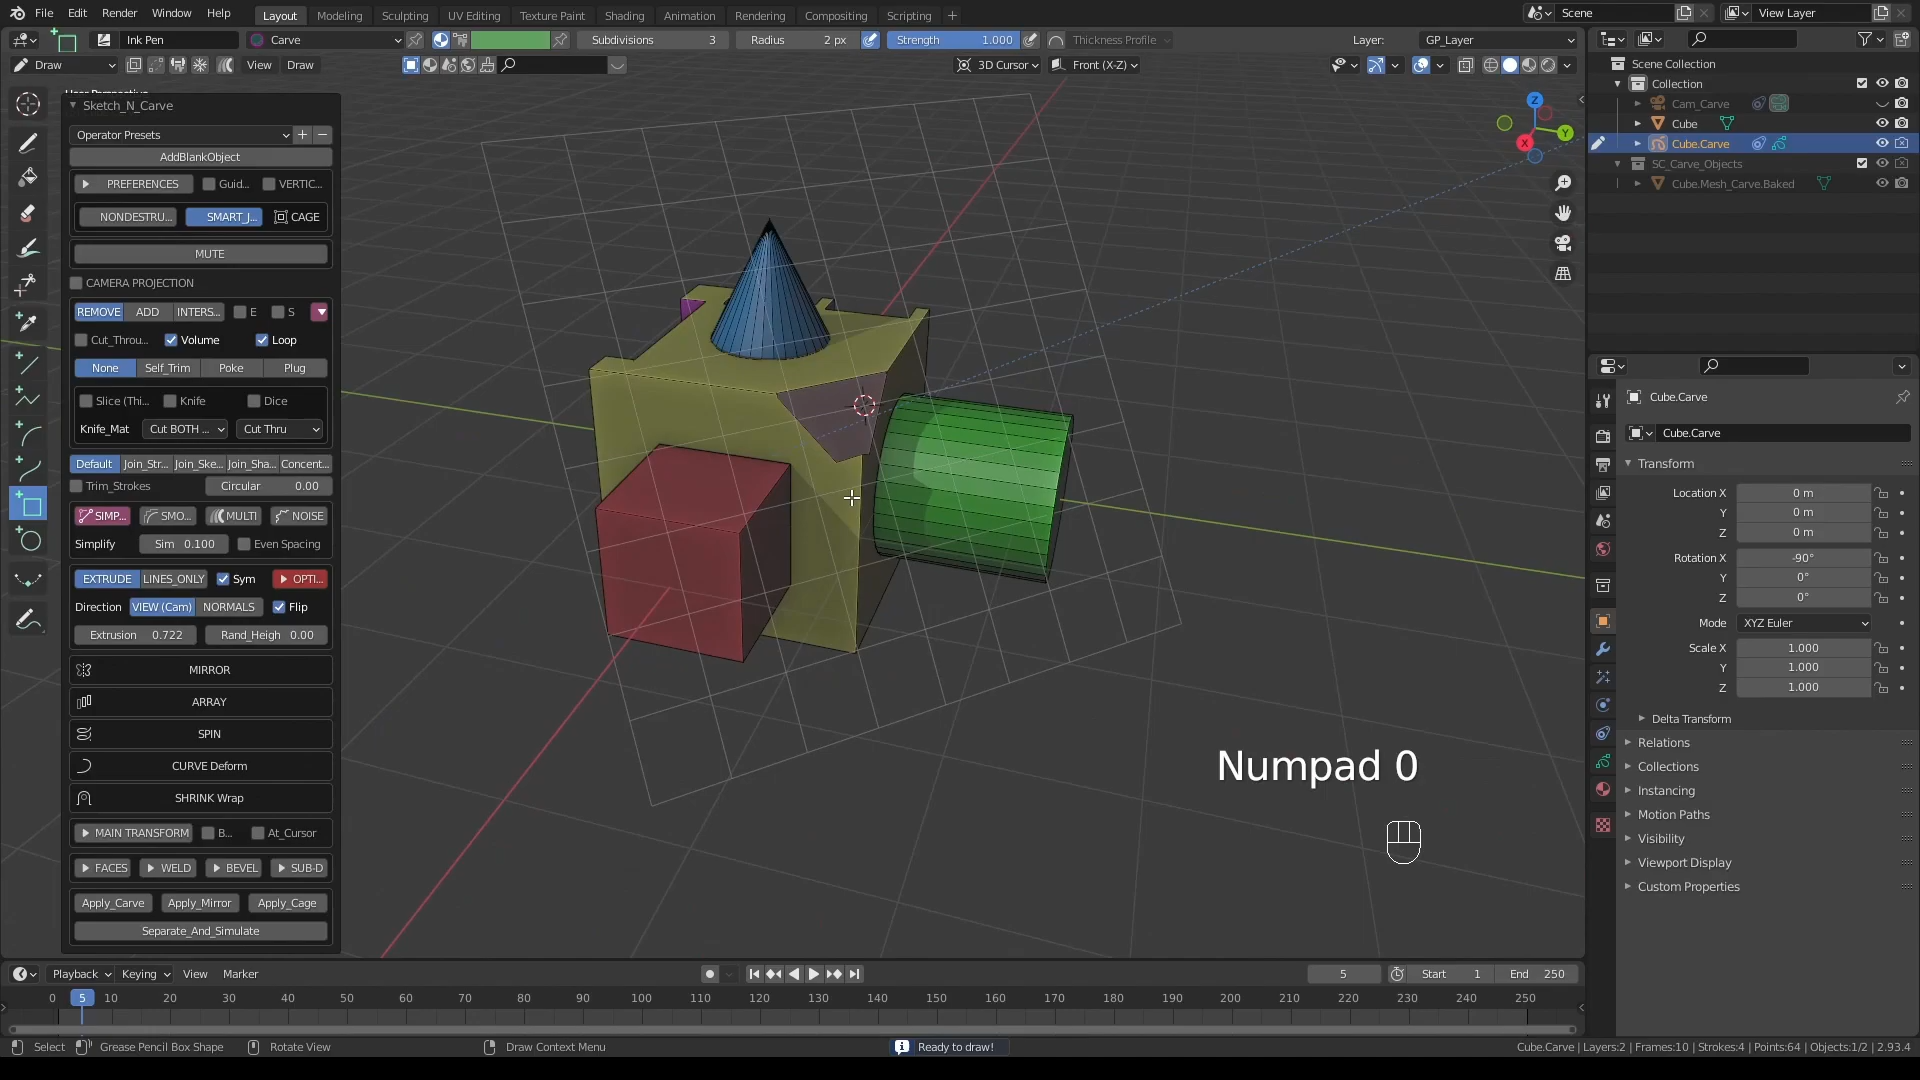 File Edit Render Window Help Layout Modeling Sculpting UV Editing Texture Paint Shading Animation Rendering Compositing Scripting + Scene View Layer
Ink Pen Carve Subdivisions 3 Radius 2 px Strength 1.000 Thickness Profile Layer: GP_Layer
Draw View Draw 3D Cursor Front (X-Z)
Sketch_N_Carve
Operator Presets
AddBlankObject
PREFERENCES Guid... VERTIC...
NONDESTRU... SMART_J... CAGE
MUTE
CAMERA PROJECTION
REMOVE ADD INTERS... E S
Cut_Throu... Volume Loop
None Self_Trim Poke Plug
Slice (Thi... Knife Dice
Knife_Mat Cut BOTH ... Cut Thru
Default Join_Str... Join_Ske... Join_Sha... Concent...
Trim_Strokes Circular 0.00
SIMP... SMO... MULTI NOISE
Simplify Sim 0.100 Even Spacing
EXTRUDE LINES_ONLY Sym OPTI...
Direction VIEW (Cam) NORMALS Flip
Extrusion 0.722 Rand_Heigh 0.00
MIRROR
ARRAY
SPIN
CURVE Deform
SHRINK Wrap
MAIN TRANSFORM B... At_Cursor
FACES WELD BEVEL SUB-D
Apply_Carve Apply_Mirror Apply_Cage
Separate_And_Simulate
Z
Y
X
Numpad 0
Scene Collection
Collection
Cam_Carve
Cube
Cube.Carve
SC_Carve_Objects
Cube.Mesh_Carve.Baked
Cube.Carve
Cube.Carve
Transform
Location X 0 m
Y 0 m
Z 0 m
Rotation X -90°
Y 0°
Z 0°
Mode XYZ Euler
Scale X 1.000
Y 1.000
Z 1.000
Delta Transform
Relations
Collections
Instancing
Motion Paths
Visibility
Viewport Display
Custom Properties
Playback Keying View Marker 5 Start 1 End 250
0 5 10 20 30 40 50 60 70 80 90 100 110 120 130 140 150 160 170 180 190 200 210 220 230 240 250
Select Grease Pencil Box Shape Rotate View Draw Context Menu Ready to draw! Cube.Carve | Layers:2 | Frames:10 | Strokes:4 | Points:64 | Objects:1/2 | 2.93.4